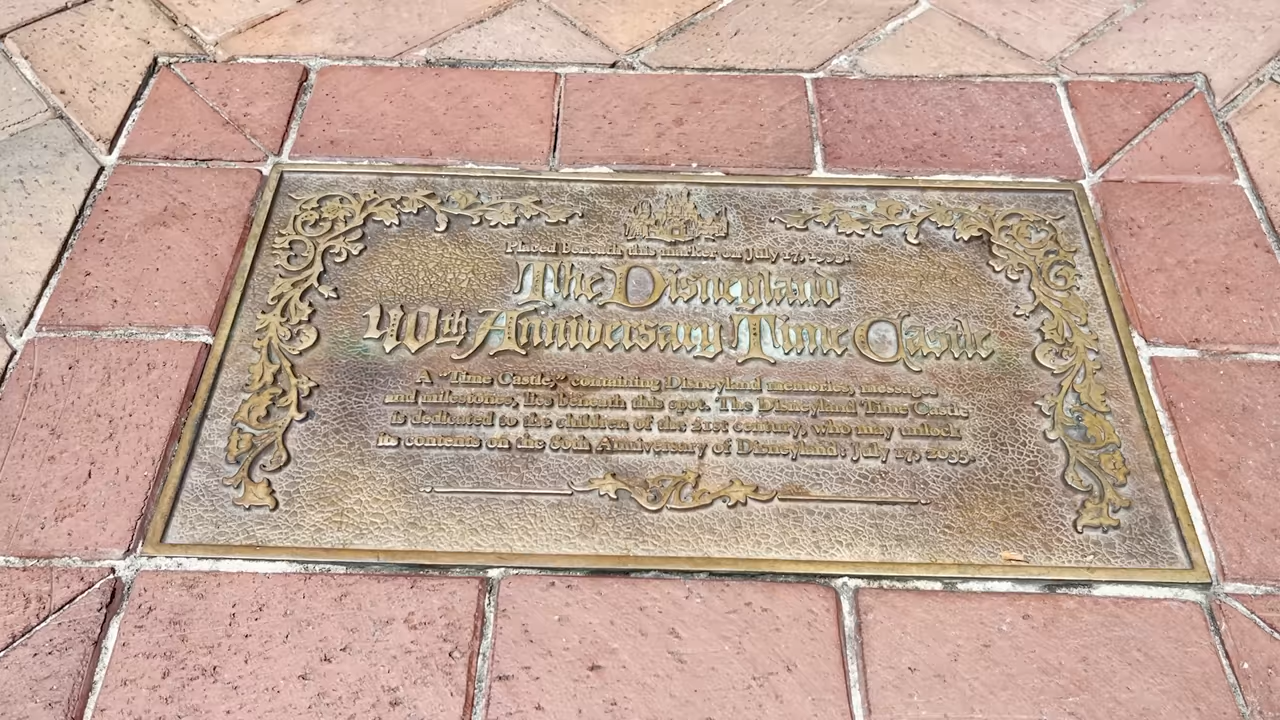 Placed beneath this marker on July 17, 1995:
The Disneyland
40th Anniversary Time Castle
A "Time Castle," containing Disneyland memories, messages
and milestones, lies beneath this spot. The Disneyland Time Castle
is dedicated to the children of the 21st century, who may unlock
its contents on the 80th Anniversary of Disneyland: July 17, 2035.